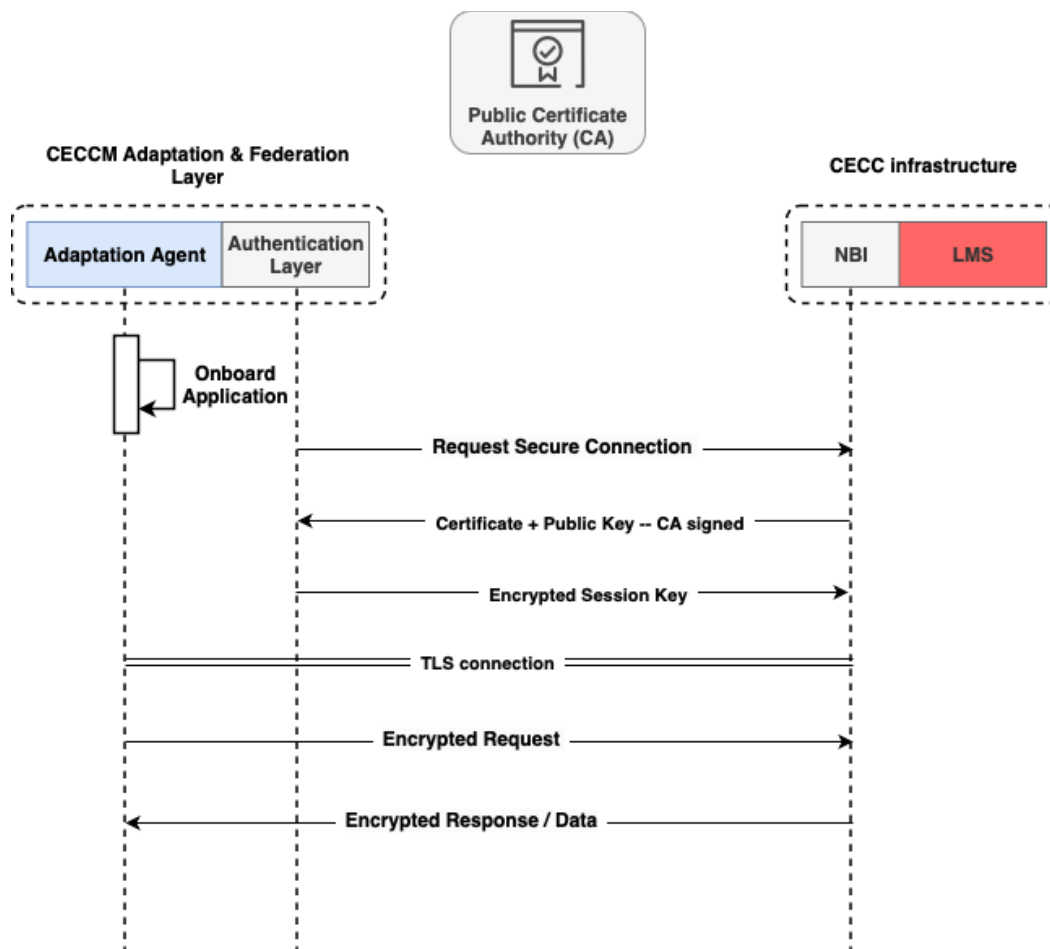 Public Certificate
Authority (CA)
CECCM Adaptation & Federation
Layer
CECC infrastructure
Adaptation Agent
Authentication
Layer
NBI
LMS
Onboard
Application
Request Secure Connection
Certificate + Public Key -- CA signed
Encrypted Session Key
TLS connection
Encrypted Request
Encrypted Response / Data